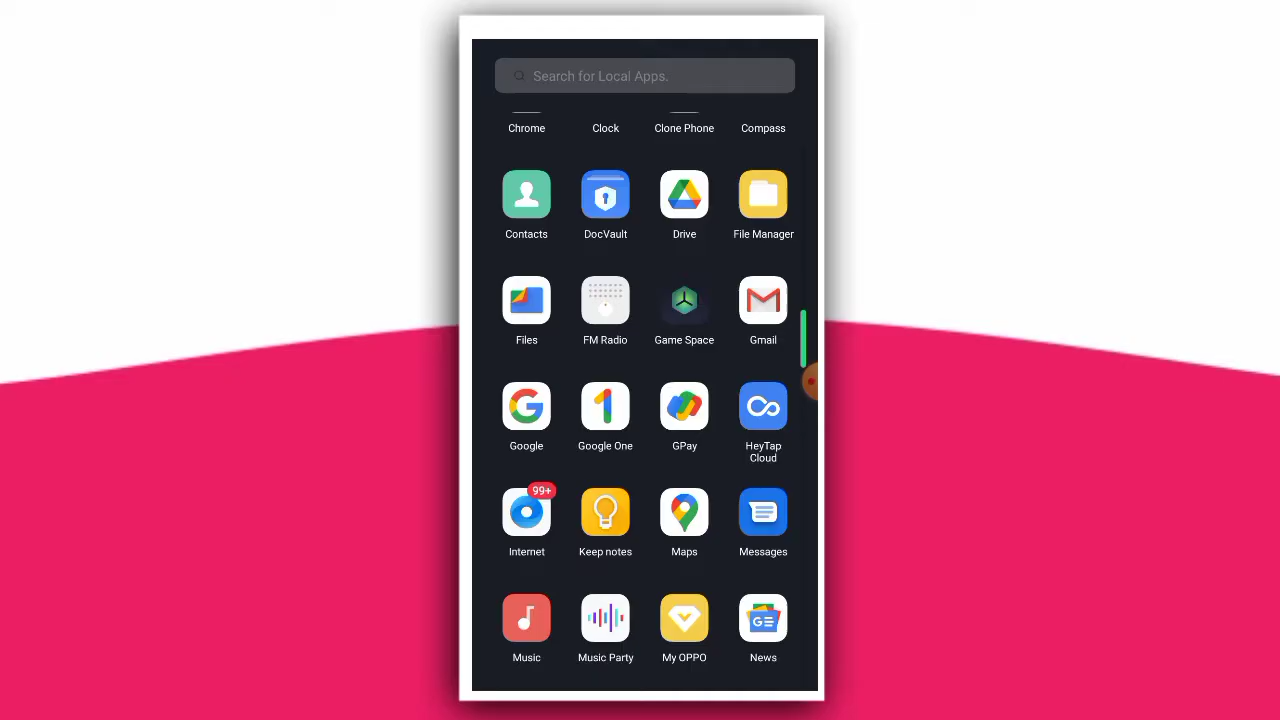 Search for Local Apps.
Chrome Clock Clone Phone Compass
Contacts DocVault Drive File Manager
Files FM Radio Game Space Gmail
Google Google One GPay HeyTap
Cloud
99+
Internet Keep notes Maps Messages
GE
Music Music Party My OPPO News